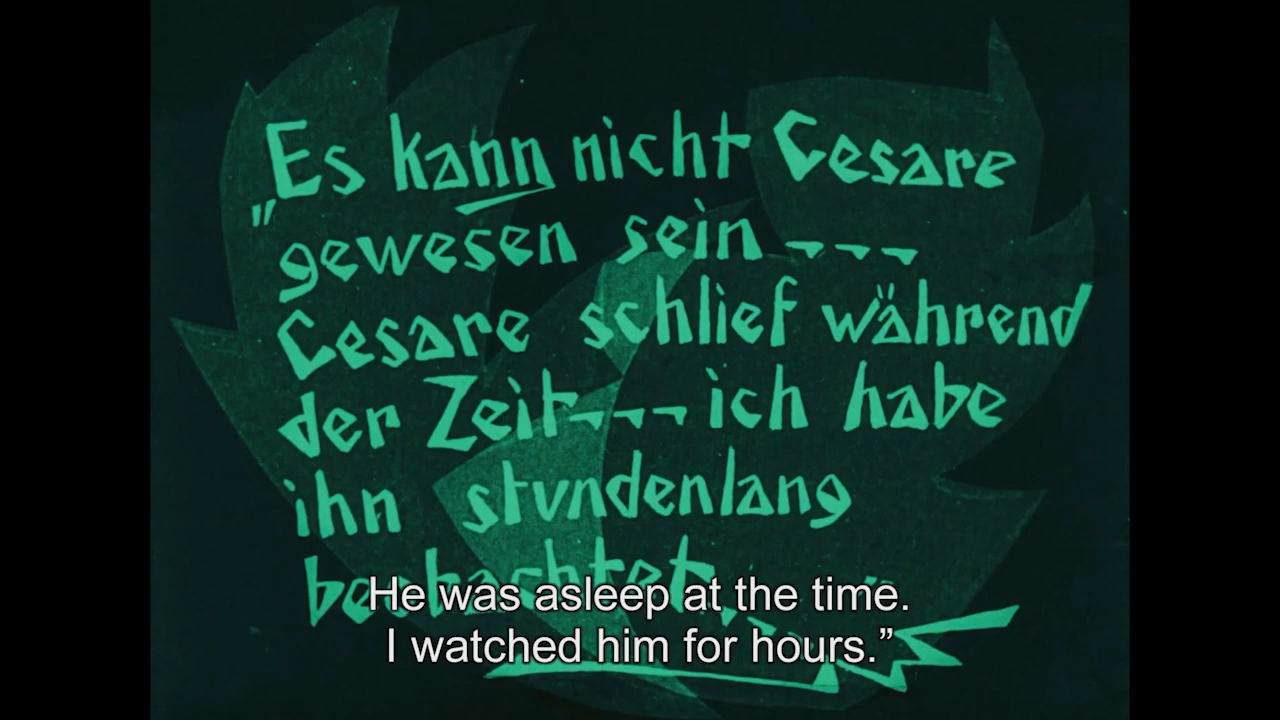 „Es kann nicht Cesare
gewesen sein ---
Cesare schlief während
der Zeit--- ich habe
ihn stundenlang
beobachtet. --"
He was asleep at the time.
I watched him for hours.”